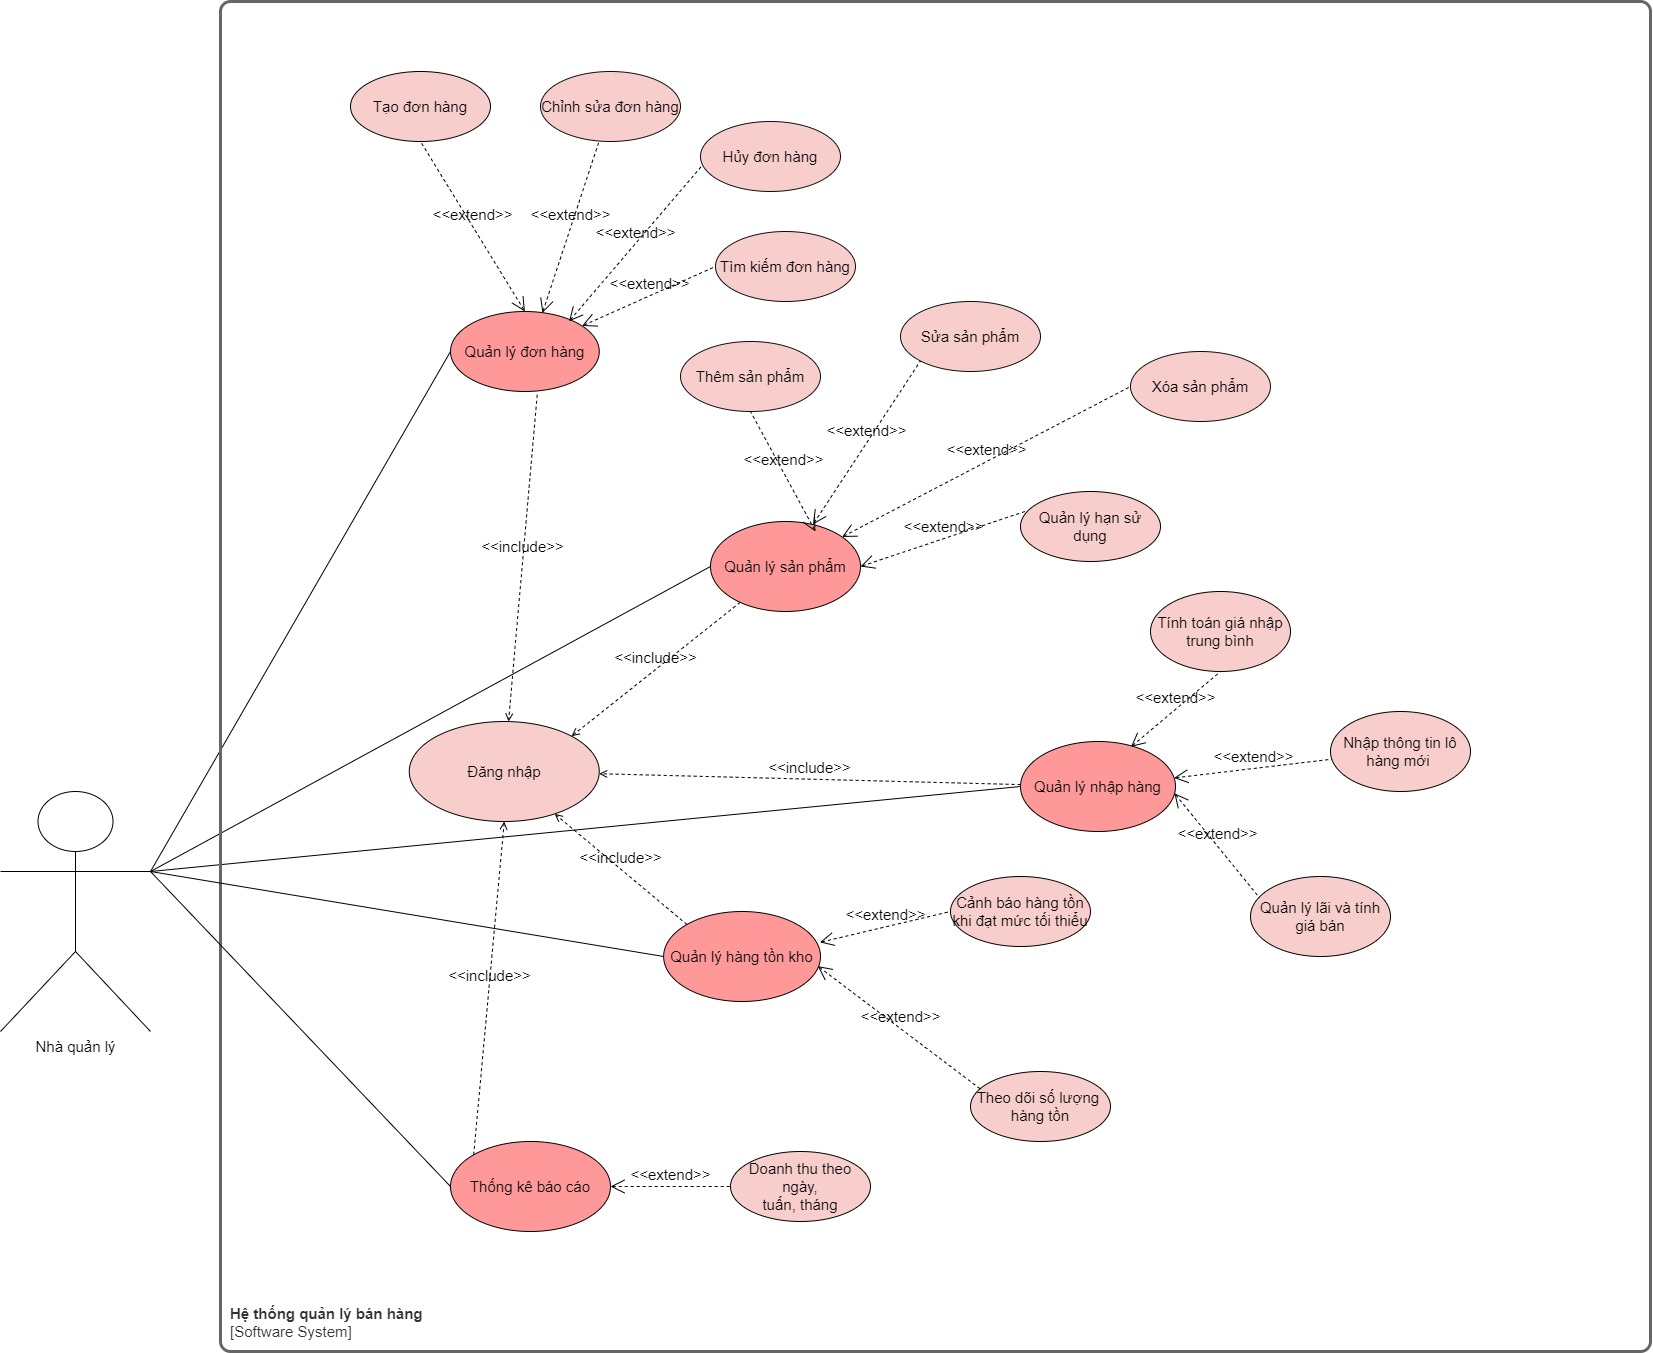 Tạo đơn hàng
Chỉnh sửa đơn hàng
Hủy đơn hàng
<<extend>>
<<extend>>
<<extend>>
Tìm kiếm đơn hàng
<<extend>>
Quản lý đơn hàng
Sửa sản phẩm
Thêm sản phẩm
Xóa sản phẩm
<<extend>>
<<extend>>
<<extend>>
Quản lý hạn sử
dụng
<<extend>>
<<include>>
Quản lý sản phẩm
Tính toán giá nhập
trung bình
<<include>>
<<extend>>
Nhập thông tin lô
hàng mới
<<extend>>
Đăng nhập
<<include>>
Quản lý nhập hàng
<<extend>>
<<include>>
Cảnh báo hàng tồn
khi đạt mức tối thiểu
<<extend>>
Quản lý lãi và tính
giá bán
Quản lý hàng tồn kho
<<include>>
<<extend>>
Nhà quản lý
Theo dõi số lượng
hàng tồn
Thống kê báo cáo
<<extend>>
Doanh thu theo
ngày,
tuấn, tháng
Hệ thống quản lý bán hàng
[Software System]